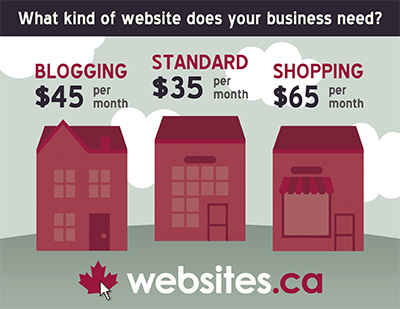 What kind of website does your business need?
BLOGGING
$45 per month
STANDARD
$35 per month
SHOPPING
$65 per month
websites.ca